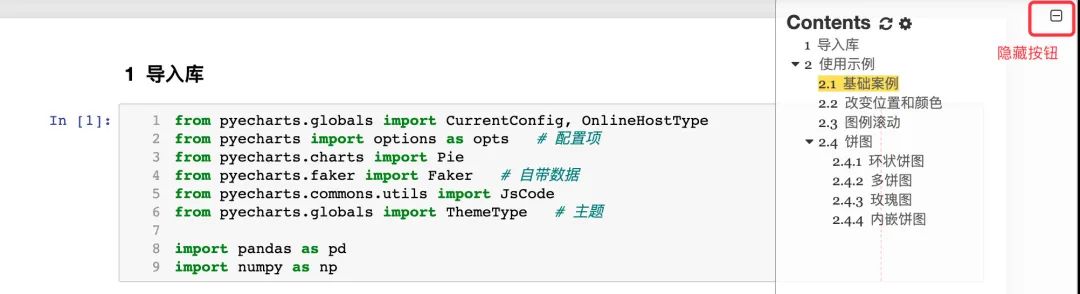 1 导入库
In [1]:
1 from pyecharts.globals import CurrentConfig, OnlineHostType
2 from pyecharts import options as opts # 配置项
3 from pyecharts.charts import Pie
4 from pyecharts.faker import Faker # 自带数据
5 from pyecharts.commons.utils import JsCode
6 from pyecharts.globals import ThemeType # 主题
7
8 import pandas as pd
9 import numpy as np
Contents
1 导入库
2 使用示例
2.1 基础案例
2.2 改变位置和颜色
2.3 图例滚动
2.4 饼图
2.4.1 环状饼图
2.4.2 多饼图
2.4.3 玫瑰图
2.4.4 内嵌饼图
隐藏按钮